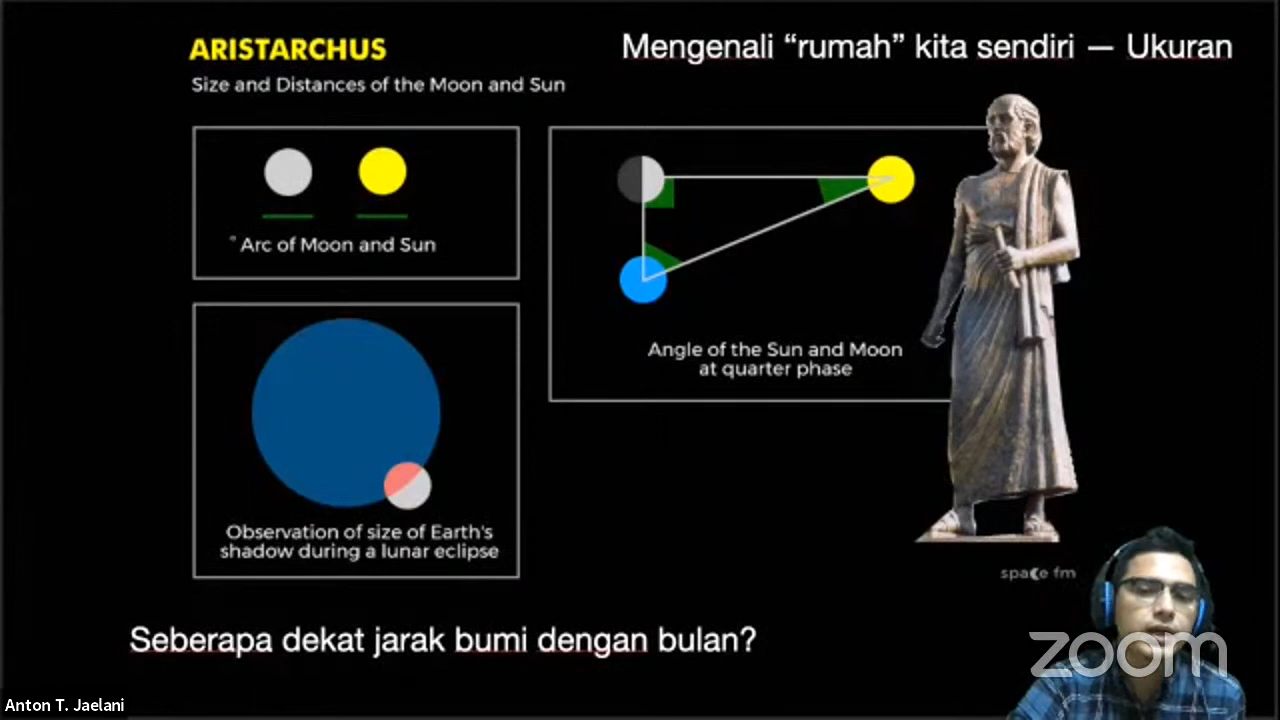 ARISTARCHUS
Size and Distances of the Moon and Sun
Mengenali “rumah” kita sendiri — Ukuran
° Arc of Moon and Sun
Angle of the Sun and Moon
at quarter phase
Observation of size of Earth's
shadow during a lunar eclipse
space fm
Seberapa dekat jarak bumi dengan bulan?
zoom
Anton T. Jaelani